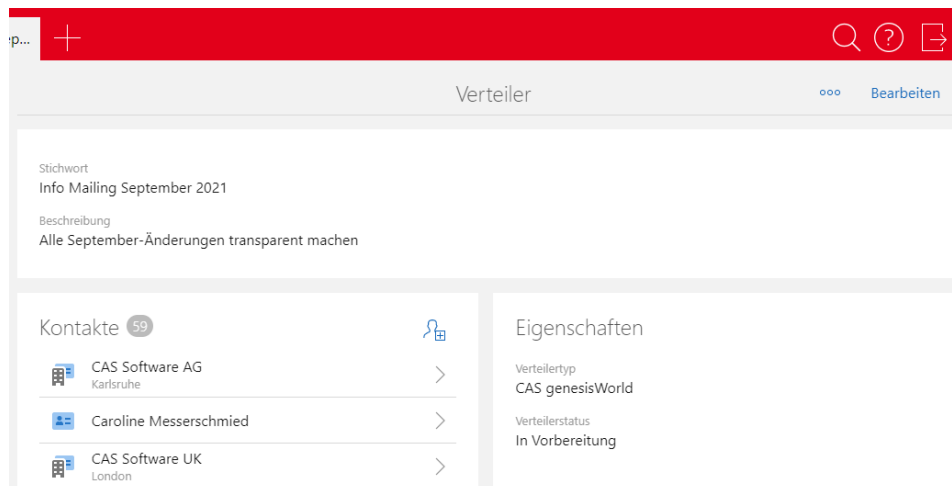 ep...
Verteiler
Bearbeiten
Stichwort
Info Mailing September 2021
Beschreibung
Alle September-Änderungen transparent machen
Kontakte 59
CAS Software AG
Karlsruhe
Caroline Messerschmied
CAS Software UK
London
Eigenschaften
Verteilertyp
CAS genesisWorld
Verteilerstatus
In Vorbereitung